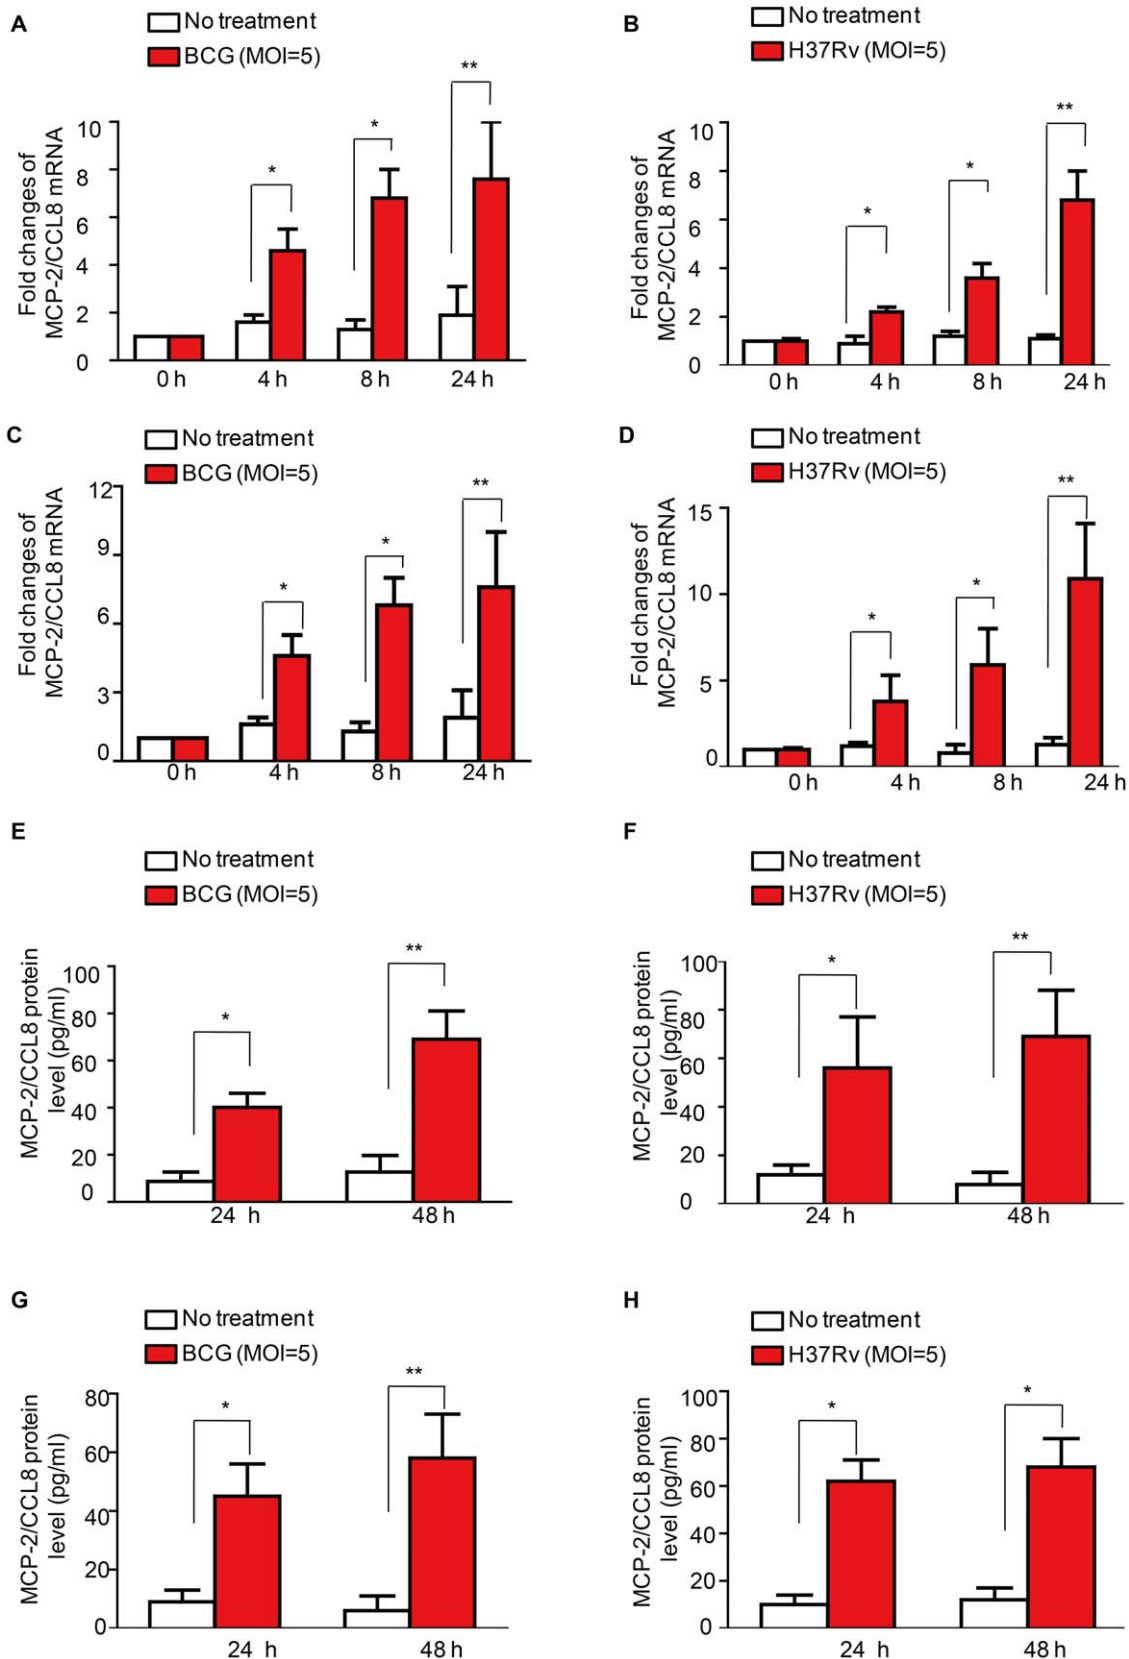 A
No treatment
BCG (MOI=5)
Fold changes of
MCP-2/CCL8 mRNA
10
8
6
4
2
0
*
*
**
0 h
4 h
8 h
24 h
B
No treatment
H37Rv (MOI=5)
Fold changes of
MCP-2/CCL8 mRNA
10
8
6
4
2
0
*
*
**
0 h
4 h
8 h
24 h
C
No treatment
BCG (MOI=5)
Fold changes of
MCP-2/CCL8 mRNA
12
9
6
3
0
*
*
**
0 h
4 h
8 h
24 h
D
No treatment
H37Rv (MOI=5)
Fold changes of
MCP-2/CCL8 mRNA
15
10
5
0
*
*
**
0 h
4 h
8 h
24 h
E
No treatment
BCG (MOI=5)
MCP-2/CCL8 protein
level (pg/ml)
100
80
60
40
20
0
*
**
24 h
48 h
F
No treatment
H37Rv (MOI=5)
MCP-2/CCL8 protein
level (pg/ml)
100
80
60
40
20
0
*
**
24 h
48 h
G
No treatment
BCG (MOI=5)
MCP-2/CCL8 protein
level (pg/ml)
80
60
40
20
0
*
**
24 h
48 h
H
No treatment
H37Rv (MOI=5)
MCP-2/CCL8 protein
level (pg/ml)
100
80
60
40
20
0
*
*
24 h
48 h